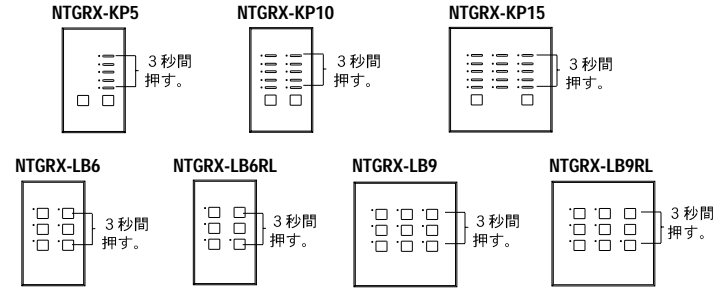 NTGRX-KP5
NTGRX-KP10
NTGRX-KP15
３秒間
押す。
３秒間
押す。
３秒間
押す。
NTGRX-LB6
NTGRX-LB6RL
NTGRX-LB9
NTGRX-LB9RL
３秒間
押す。
３秒間
押す。
３秒間
押す。
３秒間
押す。